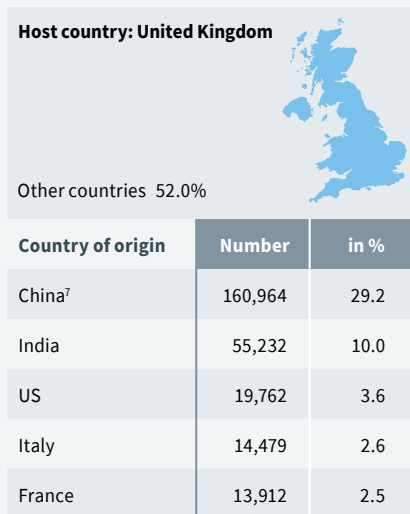 Host country: United Kingdom
Other countries 52.0%
Country of origin Number in %
China⁷ 160,964 29.2
India 55,232 10.0
US 19,762 3.6
Italy 14,479 2.6
France 13,912 2.5